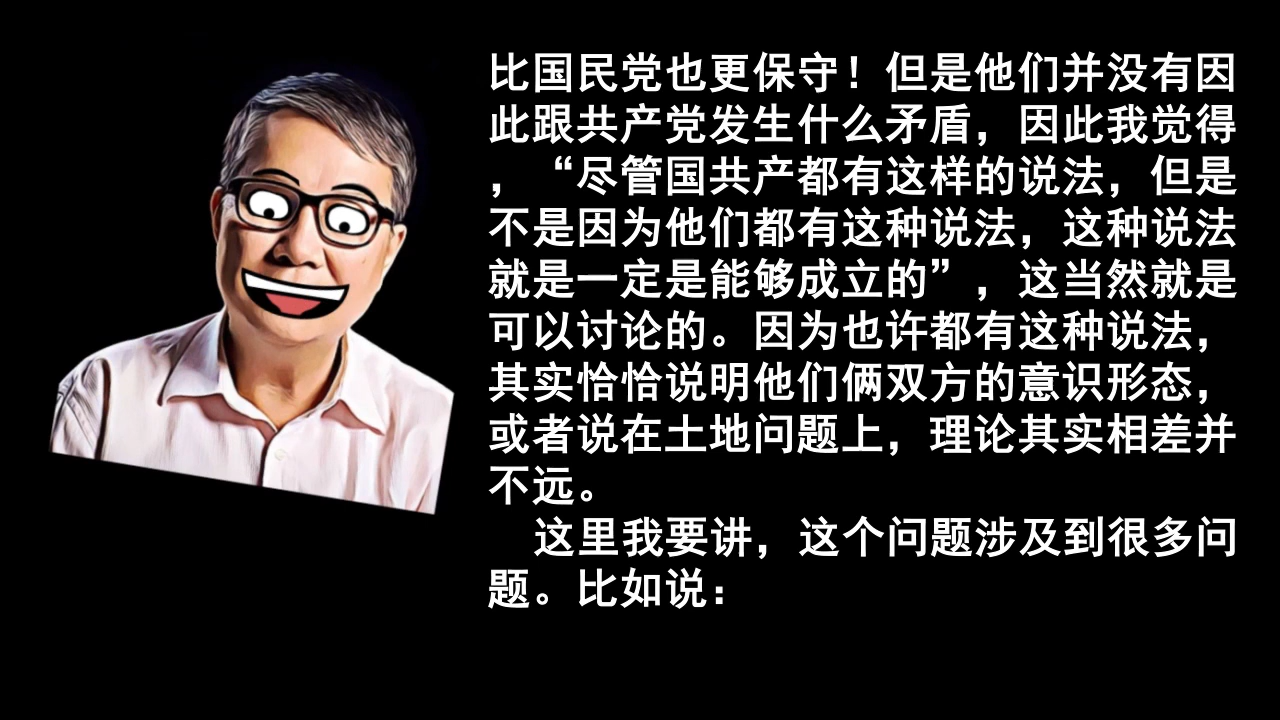 比国民党也更保守！但是他们并没有因
此跟共产党发生什么矛盾，因此我觉得
，“尽管国共产都有这样的说法，但是
不是因为他们都有这种说法，这种说法
就是一定是能够成立的”，这当然就是
可以讨论的。因为也许都有这种说法，
其实恰恰说明他们俩双方的意识形态，
或者说在土地问题上，理论其实相差并
不远。
这里我要讲，这个问题涉及到很多问
题。比如说：